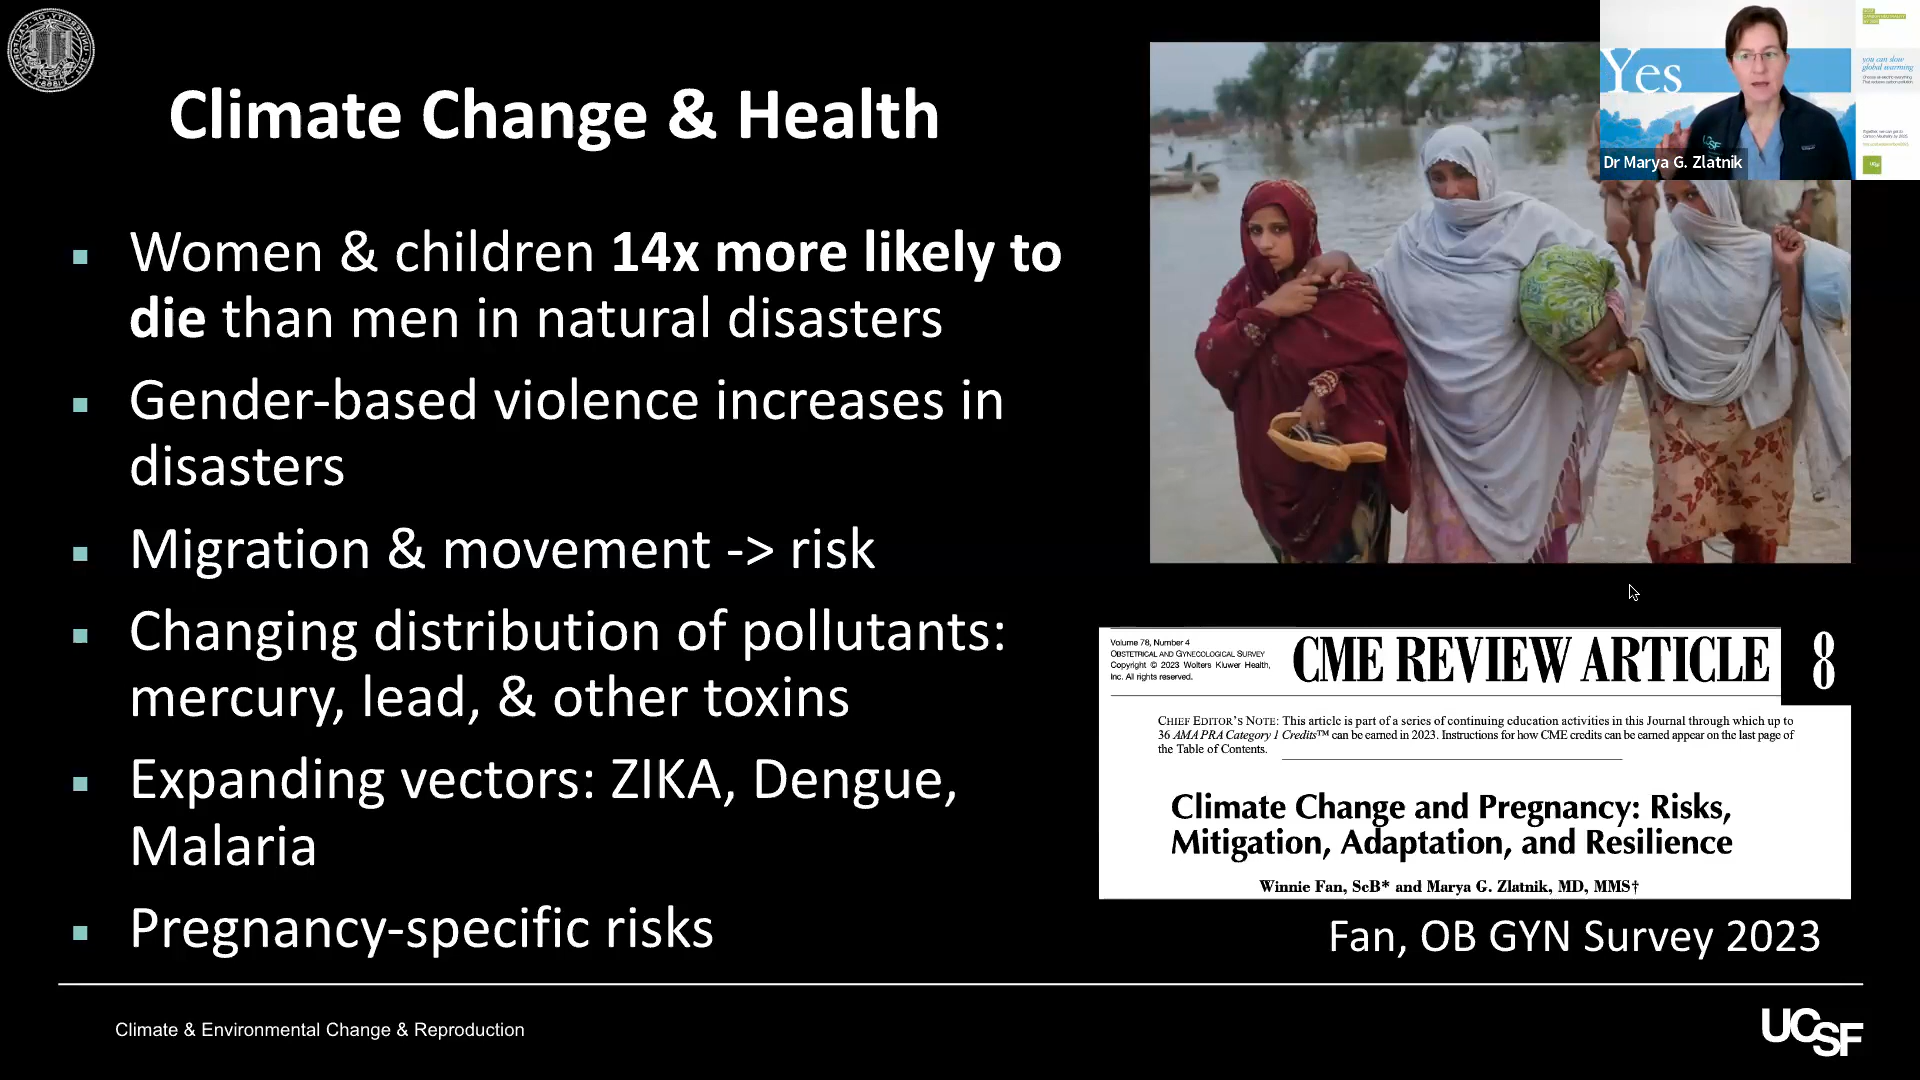 Climate Change & Health
Women & children 14x more likely to
die than men in natural disasters
Gender-based violence increases in
disasters
Migration & movement -> risk
Changing distribution of pollutants:
mercury, lead, & other toxins
Expanding vectors: ZIKA, Dengue,
Malaria
Pregnancy-specific risks
Yes
you can slow
global warming
UCSF
Dr Marya G. Zlatnik
Volume 78, Number 4
OBSTETRICAL AND GYNECOLOGICAL SURVEY
Copyright © 2023 Wolters Kluwer Health,
Inc. All rights reserved.
CME REVIEW ARTICLE
8
CHIEF EDITOR'S NOTE: This article is part of a series of continuing education activities in this Journal through which up to
36 AMA PRA Category 1 Credits™ can be earned in 2023. Instructions for how CME credits can be earned appear on the last page of
the Table of Contents.
Climate Change and Pregnancy: Risks,
Mitigation, Adaptation, and Resilience
Winnie Fan, ScB* and Marya G. Zlatnik, MD, MMS†
Fan, OB GYN Survey 2023
Climate & Environmental Change & Reproduction
UCSF